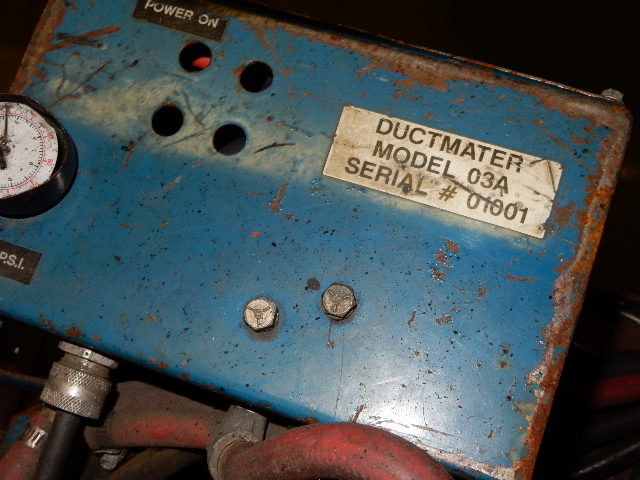 POWER ON
DUCTMATER
MODEL 03A
SERIAL # 01001
P.S.I.